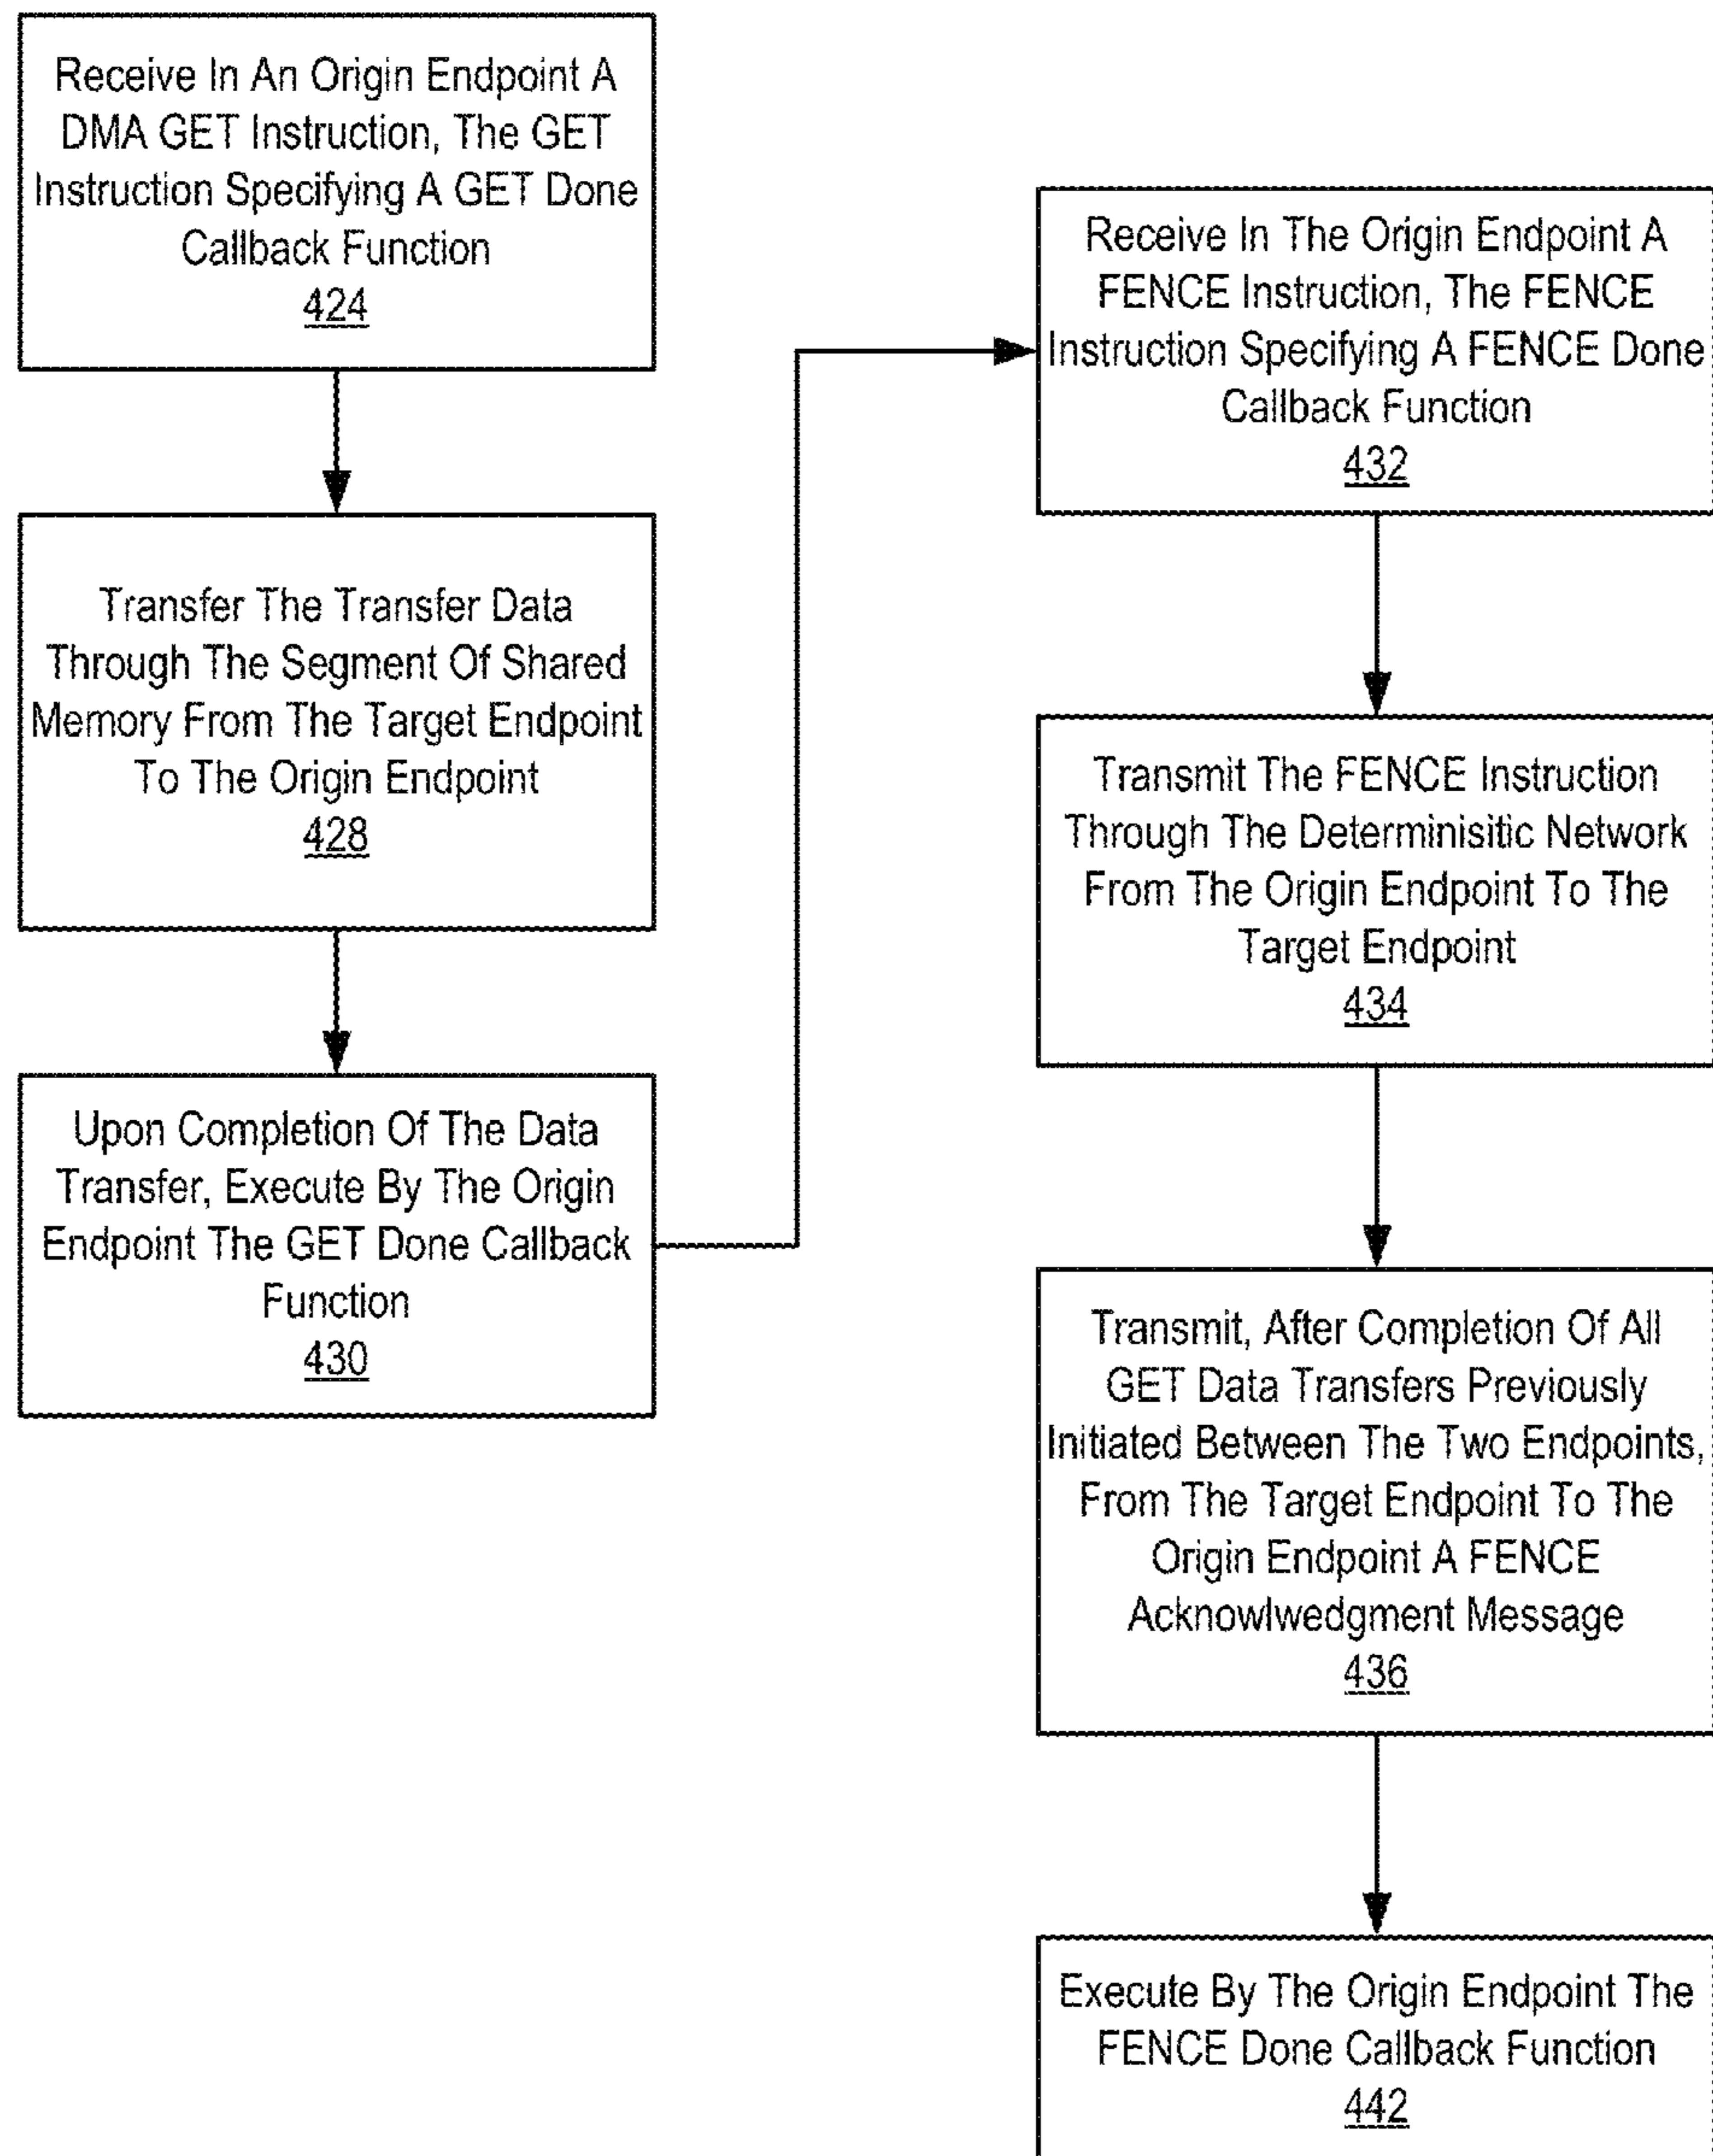 Receive In An Origin Endpoint A
DMA GET Instruction, The GET
Instruction Specifying A GET Done
Callback Function
424
Transfer The Transfer Data
Through The Segment Of Shared
Memory From The Target Endpoint
To The Origin Endpoint
428
Upon Completion Of The Data
Transfer, Execute By The Origin
Endpoint The GET Done Callback
Function
430
Receive In The Origin Endpoint A
FENCE Instruction, The FENCE
Instruction Specifying A FENCE Done
Callback Function
432
Transmit The FENCE Instruction
Through The Determinisitic Network
From The Origin Endpoint To The
Target Endpoint
434
Transmit, After Completion Of All
GET Data Transfers Previously
Initiated Between The Two Endpoints,
From The Target Endpoint To The
Origin Endpoint A FENCE
Acknowlwedgment Message
436
Execute By The Origin Endpoint The
FENCE Done Callback Function
442